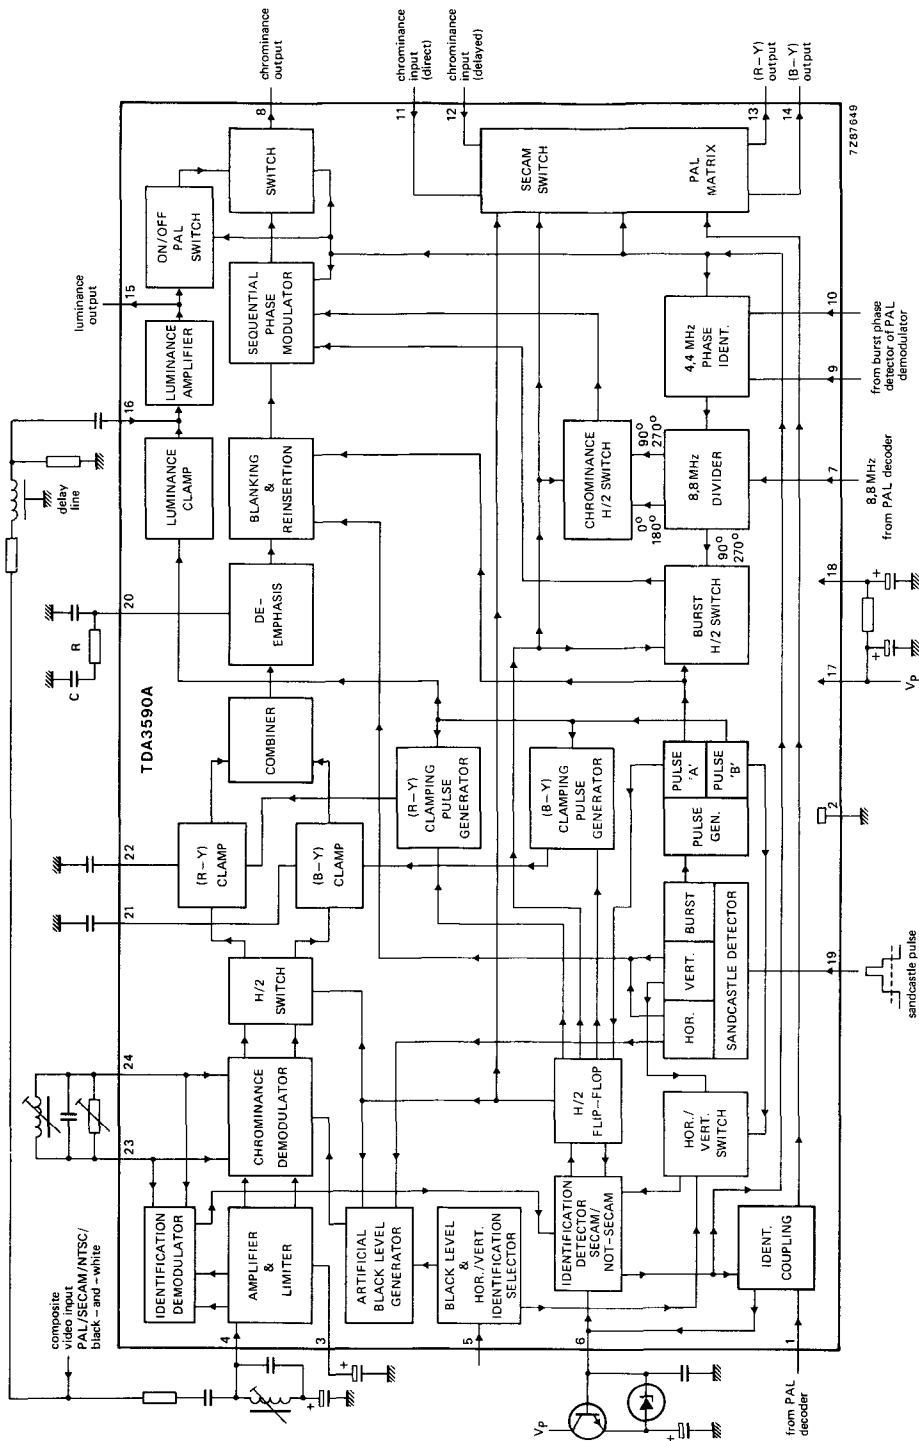 composite
video input
PAL/SECAM/NTSC/
black-and-white
delay
line
luminance
output
chrominance
output
chrominance
input
(direct)
chrominance
input
(delayed)
(R-Y)
output
(B-Y)
output
TDA3590A
C
R
23
24
21
22
20
16
15
8
11
12
13
14
4
3
5
6
1
19
2
17
18
7
9
10
IDENTIFICATION
DEMODULATOR
AMPLIFIER
&
LIMITER
CHROMINANCE
DEMODULATOR
H/2
SWITCH
(R-Y)
CLAMP
(B-Y)
CLAMP
COMBINER
DE-
EMPHASIS
BLANKING
&
REINSERTION
LUMINANCE
CLAMP
LUMINANCE
AMPLIFIER
SEQUENTIAL
PHASE
MODULATOR
ON/OFF
PAL
SWITCH
SWITCH
ARTIFICIAL
BLACK LEVEL
GENERATOR
BLACK LEVEL
&
HOR./VERT.
IDENTIFICATION
SELECTOR
(R-Y)
CLAMPING
PULSE
GENERATOR
(B-Y)
CLAMPING
PULSE
GENERATOR
IDENTIFICATION
DETECTOR
SECAM/
NOT-SECAM
H/2
FLIP-FLOP
HOR./
VERT.
SWITCH
IDENT.
COUPLING
HOR.
VERT.
BURST
SANDCASTLE DETECTOR
PULSE
GEN.
PULSE
'A'
PULSE
'B'
BURST
H/2 SWITCH
CHROMINANCE
H/2 SWITCH
0°
180°
90°
270°
90°
270°
8,8 MHz
DIVIDER
4,4 MHz
PHASE
IDENT.
SECAM
SWITCH
PAL
MATRIX
VP
from PAL
decoder
sandcastle pulse
VP
8,8 MHz
from PAL decoder
from burst phase
detector of PAL
demodulator
7Z87649